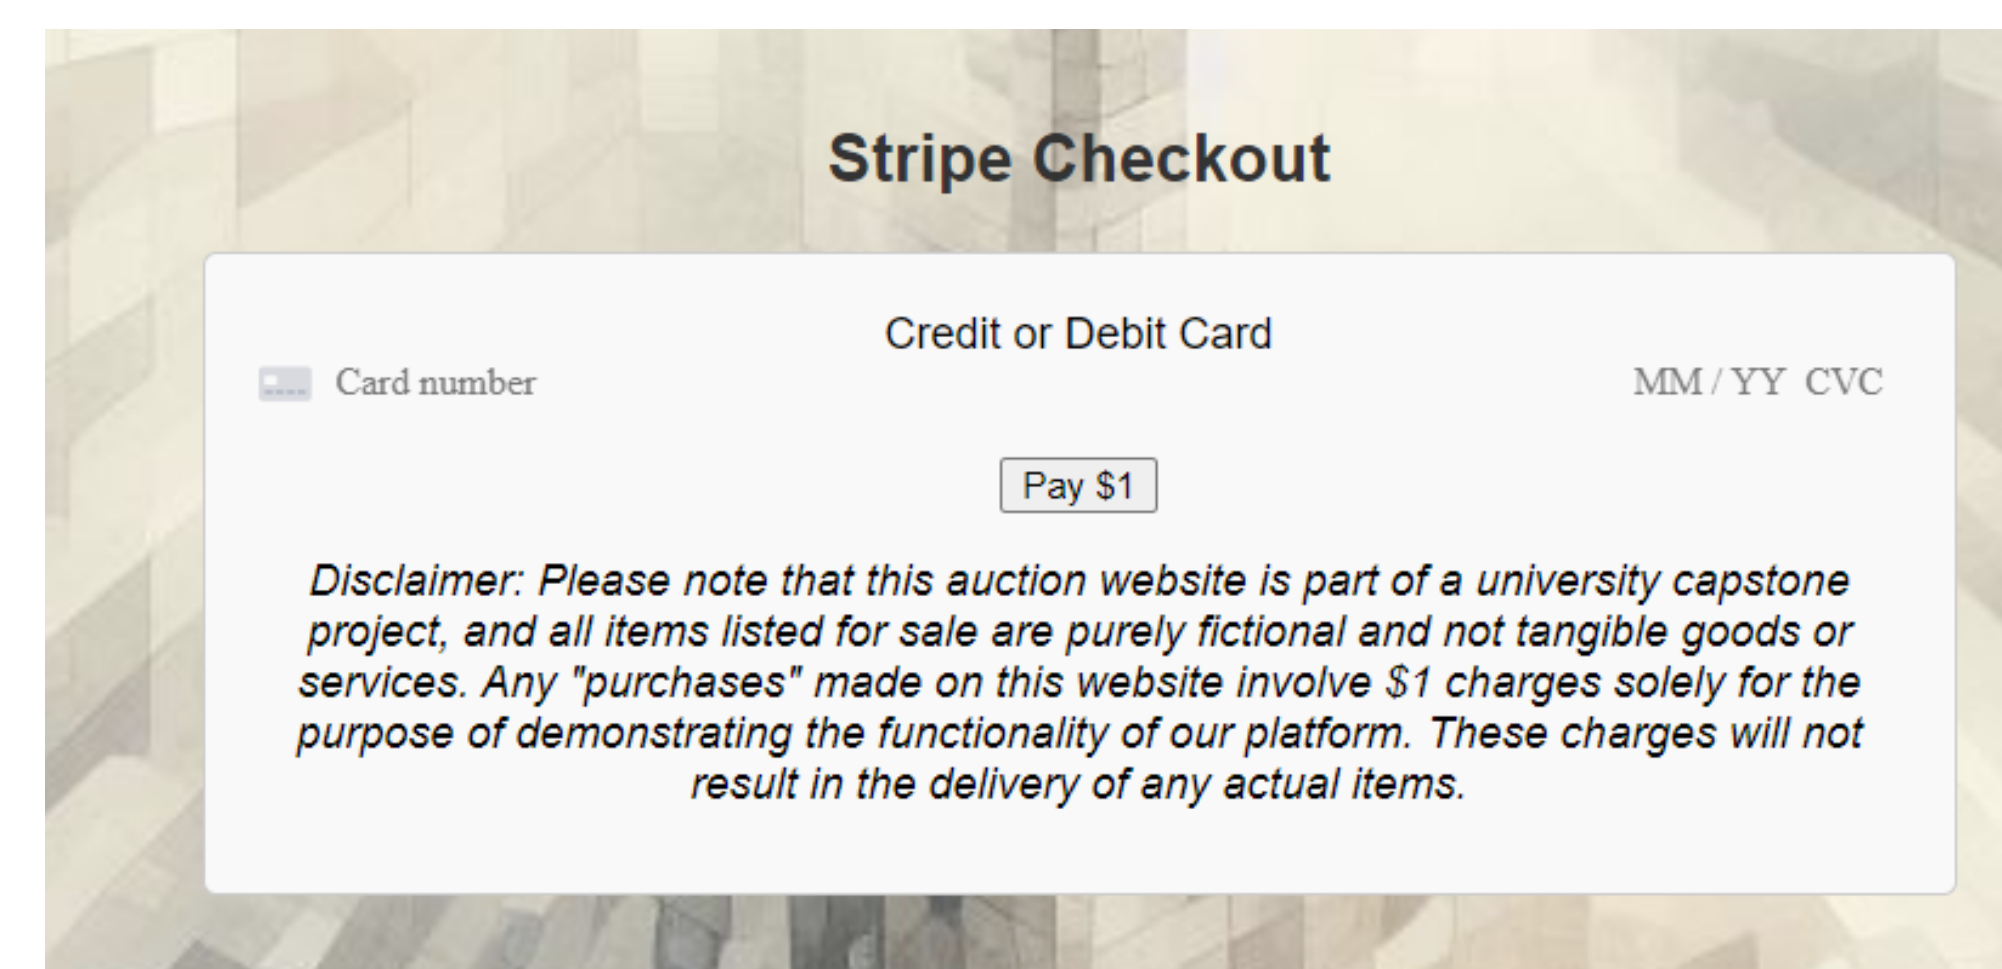 Stripe Checkout
Credit or Debit Card
Card number MM / YY CVC
Pay $1
Disclaimer: Please note that this auction website is part of a university capstone
project, and all items listed for sale are purely fictional and not tangible goods or
services. Any "purchases" made on this website involve $1 charges solely for the
purpose of demonstrating the functionality of our platform. These charges will not
result in the delivery of any actual items.